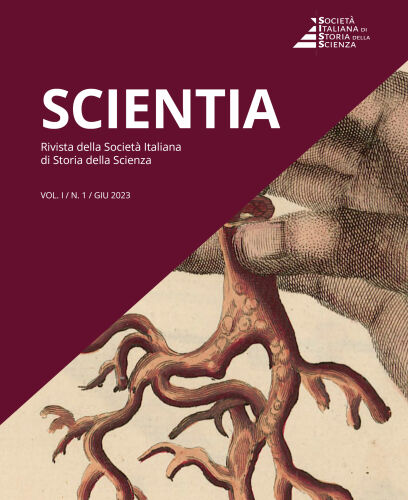 SOCIETÀ
ITALIANA DI
STORIA DELLA
SCIENZA
SCIENTIA
Rivista della Società Italiana
di Storia della Scienza
VOL. I / N. 1 / GIU 2023